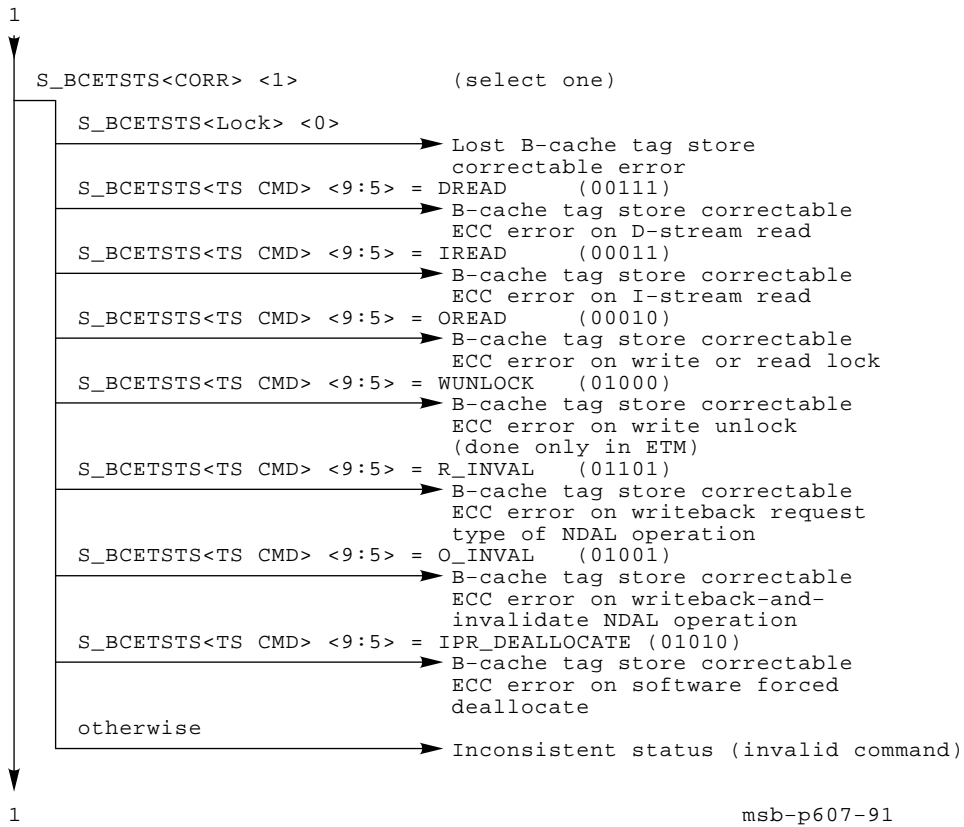 1
S_BCETSTS<CORR> <1> (select one)
S_BCETSTS<Lock> <0>
Lost B-cache tag store
correctable error
S_BCETSTS<TS CMD> <9:5> = DREAD (00111)
B-cache tag store correctable
ECC error on D-stream read
S_BCETSTS<TS CMD> <9:5> = IREAD (00011)
B-cache tag store correctable
ECC error on I-stream read
S_BCETSTS<TS CMD> <9:5> = OREAD (00010)
B-cache tag store correctable
ECC error on write or read lock
S_BCETSTS<TS CMD> <9:5> = WUNLOCK (01000)
B-cache tag store correctable
ECC error on write unlock
(done only in ETM)
S_BCETSTS<TS CMD> <9:5> = R_INVAL (01101)
B-cache tag store correctable
ECC error on writeback request
type of NDAL operation
S_BCETSTS<TS CMD> <9:5> = O_INVAL (01001)
B-cache tag store correctable
ECC error on writeback-and-
invalidate NDAL operation
S_BCETSTS<TS CMD> <9:5> = IPR_DEALLOCATE (01010)
B-cache tag store correctable
ECC error on software forced
deallocate
otherwise
Inconsistent status (invalid command)
1 msb-p607-91